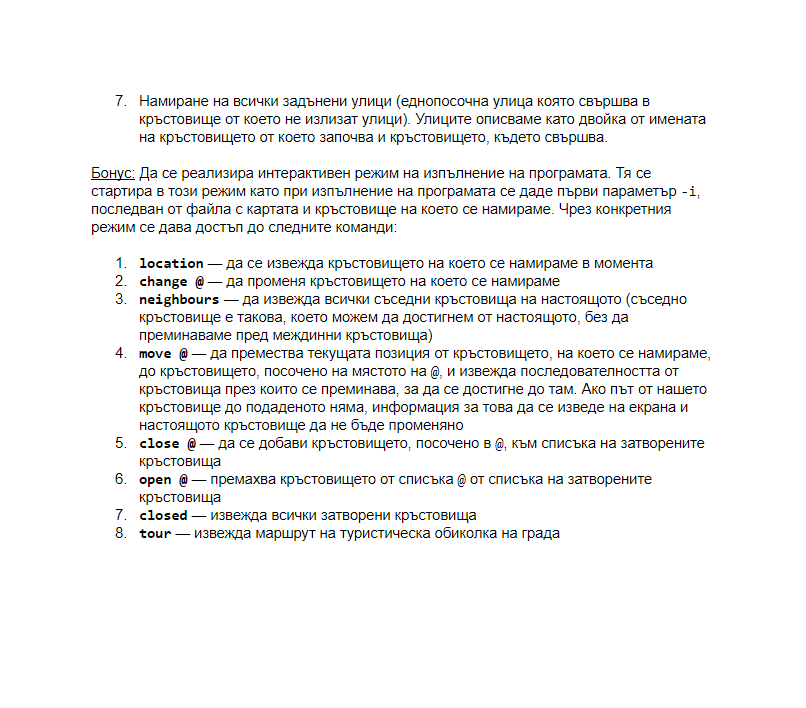 7. Намиране на всички задънени улици (еднопосочна улица която свършва в
кръстовище от което не излизат улици). Улиците описваме като двойка от имената
на кръстовището от което започва и кръстовището, където свършва.
Бонус: Да се реализира интерактивен режим на изпълнение на програмата. Тя се
стартира в този режим като при изпълнение на програмата се даде първи параметър -i,
последван от файла с картата и кръстовище на което се намираме. Чрез конкретния
режим се дава достъп до следните команди:
1. location — да се извежда кръстовището на което се намираме в момента
2. change @ — да променя кръстовището на което се намираме
3. neighbours — да извежда всички съседни кръстовища на настоящото (съседно
кръстовище е такова, което можем да достигнем от настоящото, без да
преминаваме пред междинни кръстовища)
4. move @ — да премества текущата позиция от кръстовището, на което се намираме,
до кръстовището, посочено на мястото на @, и извежда последователността от
кръстовища през които се преминава, за да се достигне до там. Ако път от нашето
кръстовище до подаденото няма, информация за това да се изведе на екрана и
настоящото кръстовище да не бъде променяно
5. close @ — да се добави кръстовището, посочено в @, към списъка на затворените
кръстовища
6. open @ — премахва кръстовището от списъка @ от списъка на затворените
кръстовища
7. closed — извежда всички затворени кръстовища
8. tour — извежда маршрут на туристическа обиколка на града